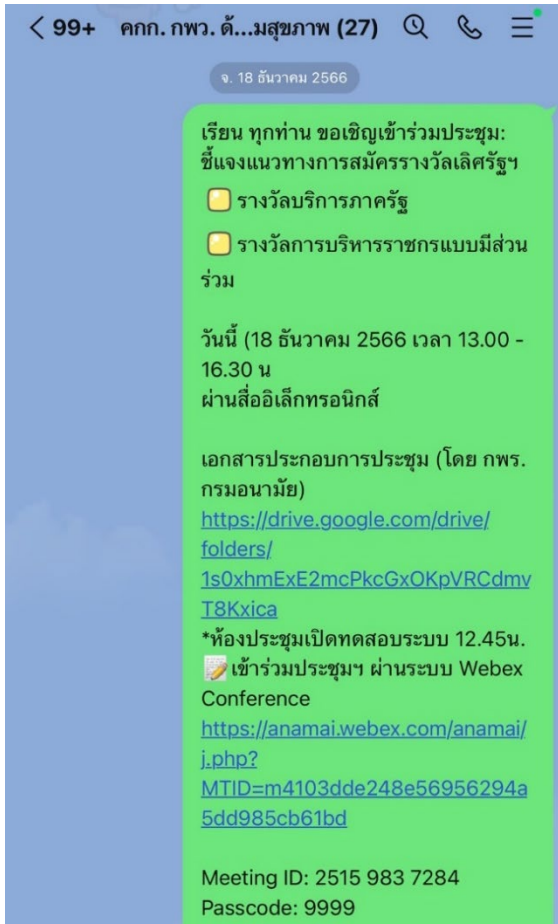 99+ คกก. กพว. ด้...มสุขภาพ (27)
จ. 18 ธันวาคม 2566
เรียน ทุกท่าน ขอเชิญเข้าร่วมประชุม:
ชี้แจงแนวทางการสมัครรางวัลเลิศรัฐฯ
รางวัลบริการภาครัฐ
รางวัลการบริหารราชกรแบบมีส่วน
ร่วม
วันนี้ (18 ธันวาคม 2566 เวลา 13.00 -
16.30 น
ผ่านสื่ออิเล็กทรอนิกส์
เอกสารประกอบการประชุม (โดย กพร.
กรมอนามัย)
https://drive.google.com/drive/
folders/
1s0xhmExE2mcPkcGxOKpVRCdmv
T8Kxica
*ห้องประชุมเปิดทดสอบระบบ 12.45น.
📝 เข้าร่วมประชุมฯ ผ่านระบบ Webex
Conference
https://anamai.webex.com/anamai/
j.php?
MTID=m4103dde248e56956294a
5dd985cb61bd
Meeting ID: 2515 983 7284
Passcode: 9999